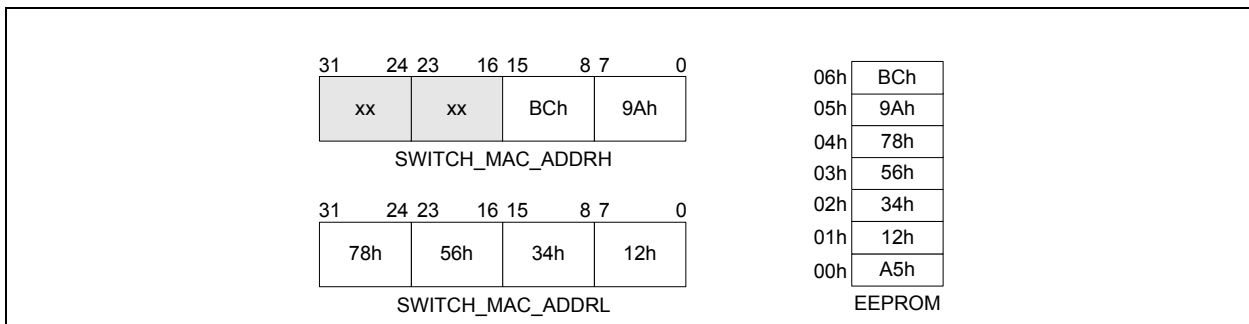 31 24 23 16 15 8 7 0
xx xx BCh 9Ah
SWITCH_MAC_ADDRH
31 24 23 16 15 8 7 0
78h 56h 34h 12h
SWITCH_MAC_ADDRL
06h BCh
05h 9Ah
04h 78h
03h 56h
02h 34h
01h 12h
00h A5h
EEPROM